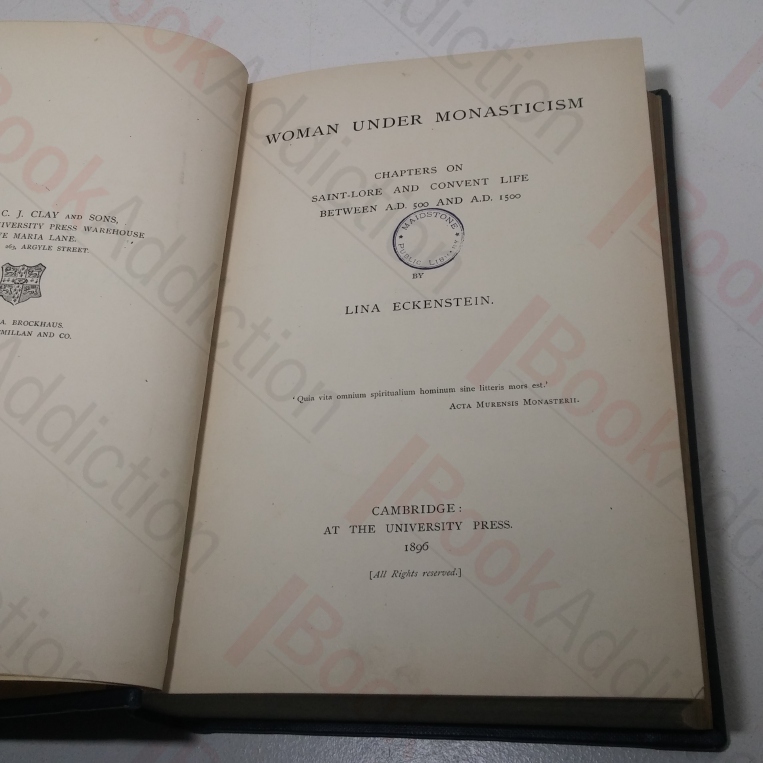 C. J. CLAY AND SONS,
UNIVERSITY PRESS WAREHOUSE
MARIA LANE.
263, ARGYLE STREET.
A. BROCKHAUS.
MILLAN AND CO.
WOMAN UNDER MONASTICISM
CHAPTERS ON
SAINT-LORE AND CONVENT LIFE
BETWEEN A.D. 500 AND A.D. 1500
MAIDSTONE
PUBLIC LIBRARY
BY
LINA ECKENSTEIN.
'Quia vita omnium spiritualium hominum sine litteris mors est.'
ACTA MURENSIS MONASTERII.
CAMBRIDGE:
AT THE UNIVERSITY PRESS.
1896
[All Rights reserved.]
BookAddiction